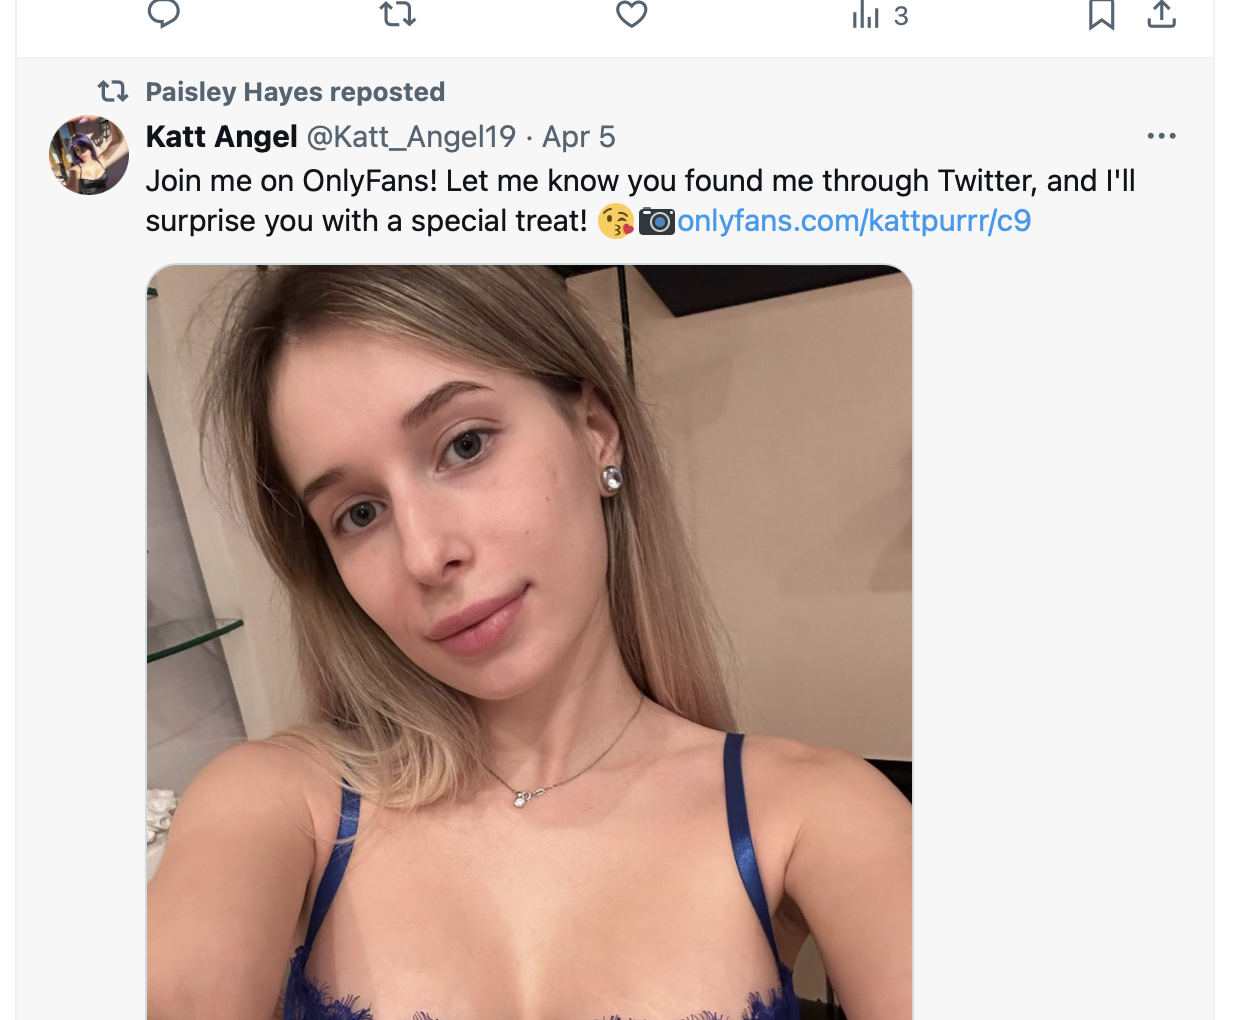 3
Paisley Hayes reposted
Katt Angel @Katt_Angel19 · Apr 5
Join me on OnlyFans! Let me know you found me through Twitter, and I'll
surprise you with a special treat! 😘📷onlyfans.com/kattpurrr/c9